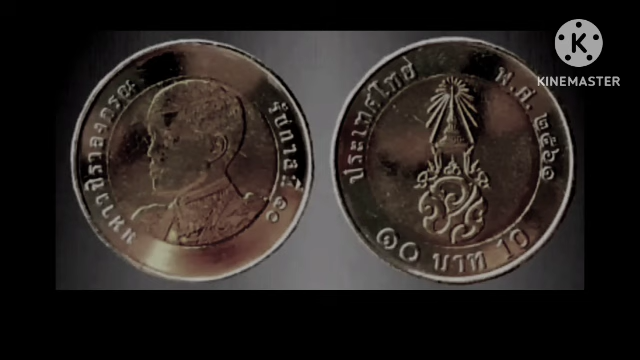 มหาวชิราลงกรณ
รัชกาลที่ ๑๐
ประเทศไทย
พ.ศ. ๒๕๖๑
๑๐ บาท 10
K
KINEMASTER